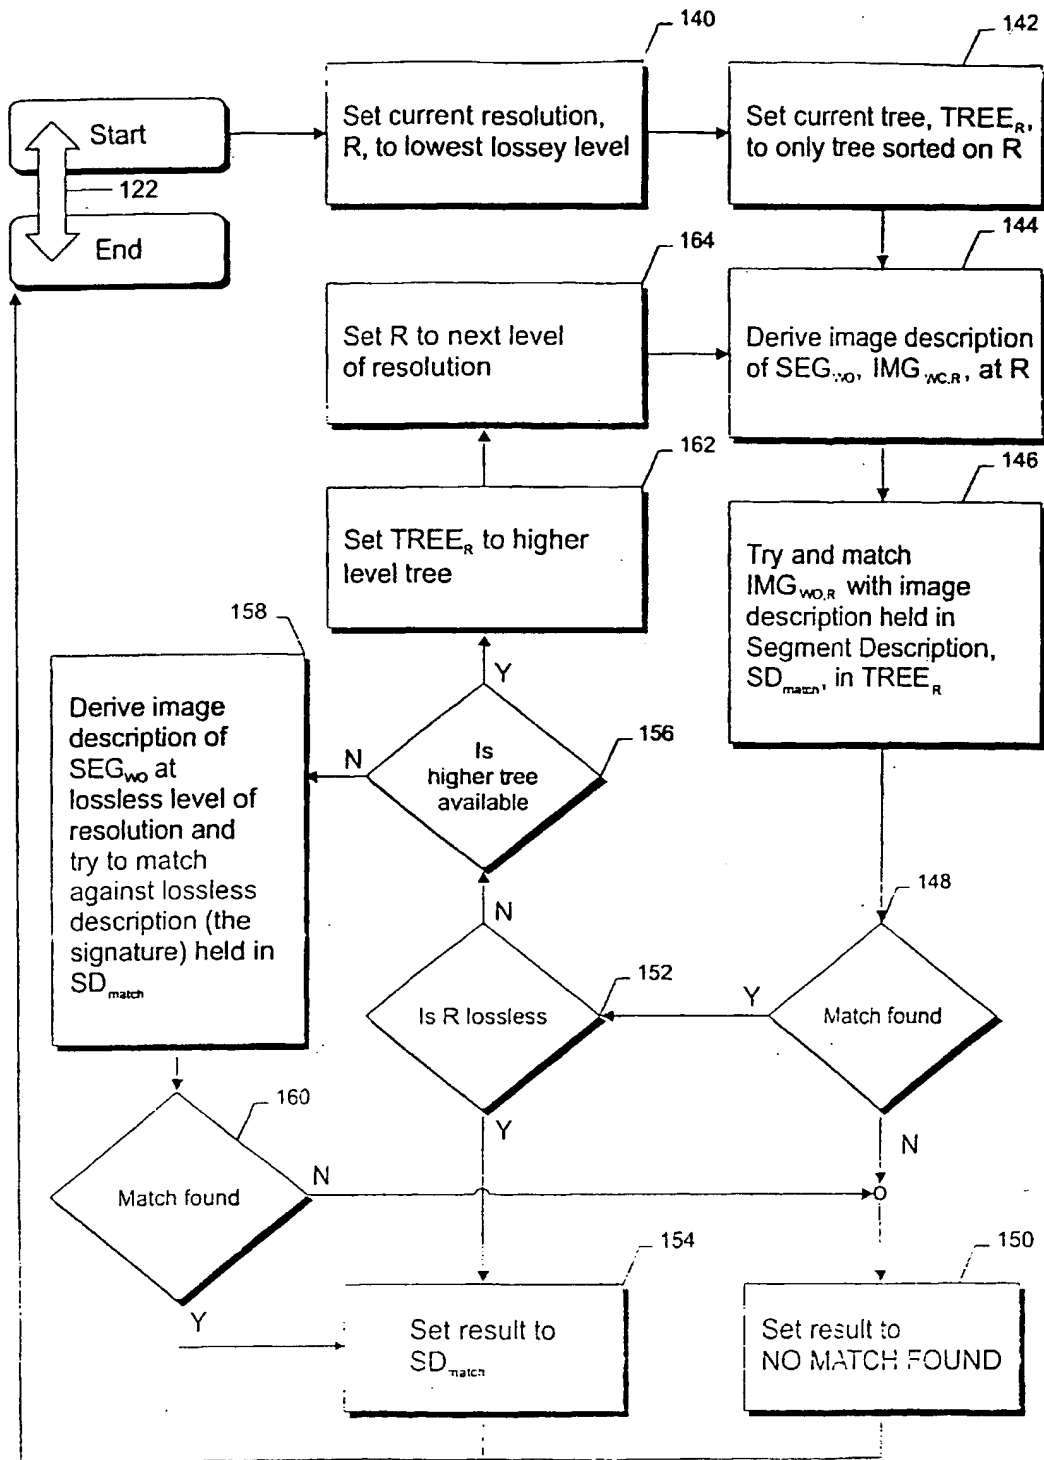 140
142
Start
Set current resolution,
R, to lowest lossey level
Set current tree, TREE_R,
to only tree sorted on R
122
End
164
144
Set R to next level
of resolution
Derive image description
of SEG_WO, IMG_WC,R, at R
162
146
Set TREE_R to higher
level tree
Try and match
IMG_WO,R with image
description held in
Segment Description,
SD_match, in TREE_R
158
Derive image
description of
SEG_WO at
lossless level of
resolution and
try to match
against lossless
description (the
signature) held in
SD_match
Y
N
Is
higher tree
available
156
148
N
152
Is R lossless
Y
Match found
Y
N
160
Match found
N
Y
154
150
Set result to
SD_match
Set result to
NO MATCH FOUND